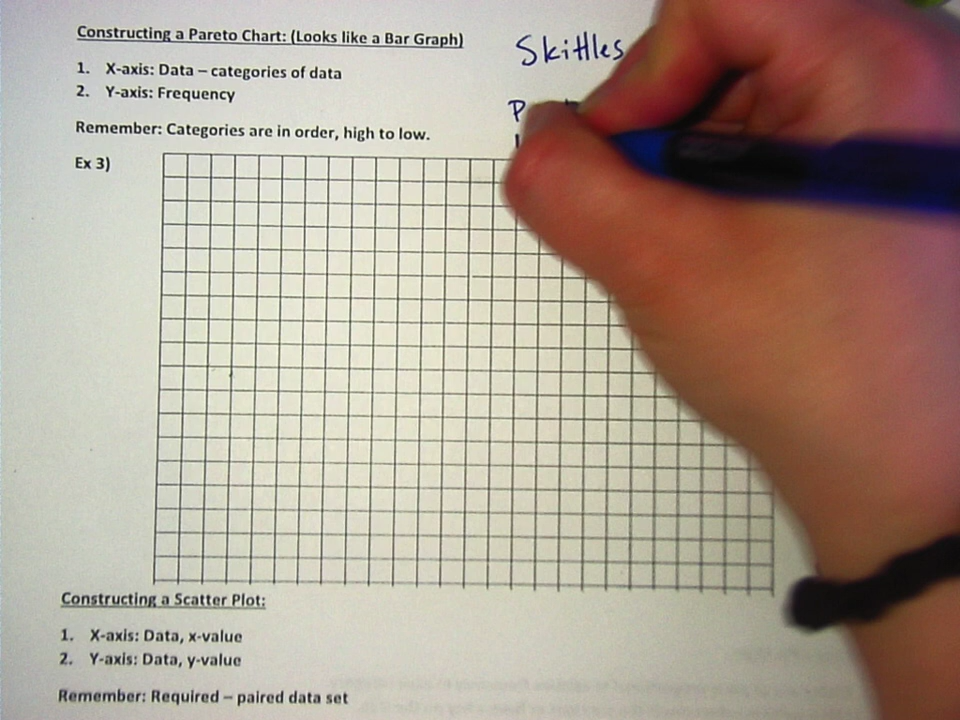 Constructing a Pareto Chart: (Looks like a Bar Graph)
Skittles
1. X-axis: Data – categories of data
2. Y-axis: Frequency
Remember: Categories are in order, high to low.
Ex 3)
Constructing a Scatter Plot:
1. X-axis: Data, x-value
2. Y-axis: Data, y-value
Remember: Required – paired data set